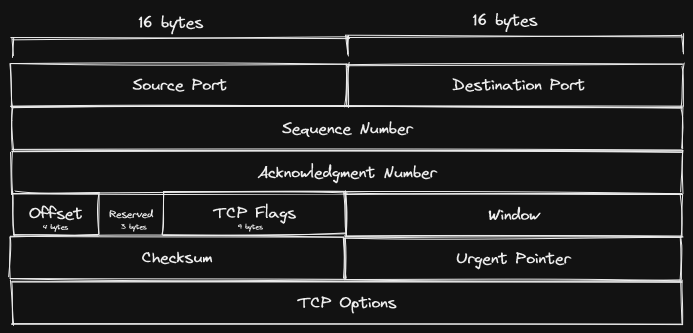 16 bytes
16 bytes
Source Port
Destination Port
Sequence Number
Acknowledgment Number
Offset
4 bytes
Reserved
3 bytes
TCP Flags
9 bytes
Window
Checksum
Urgent Pointer
TCP Options